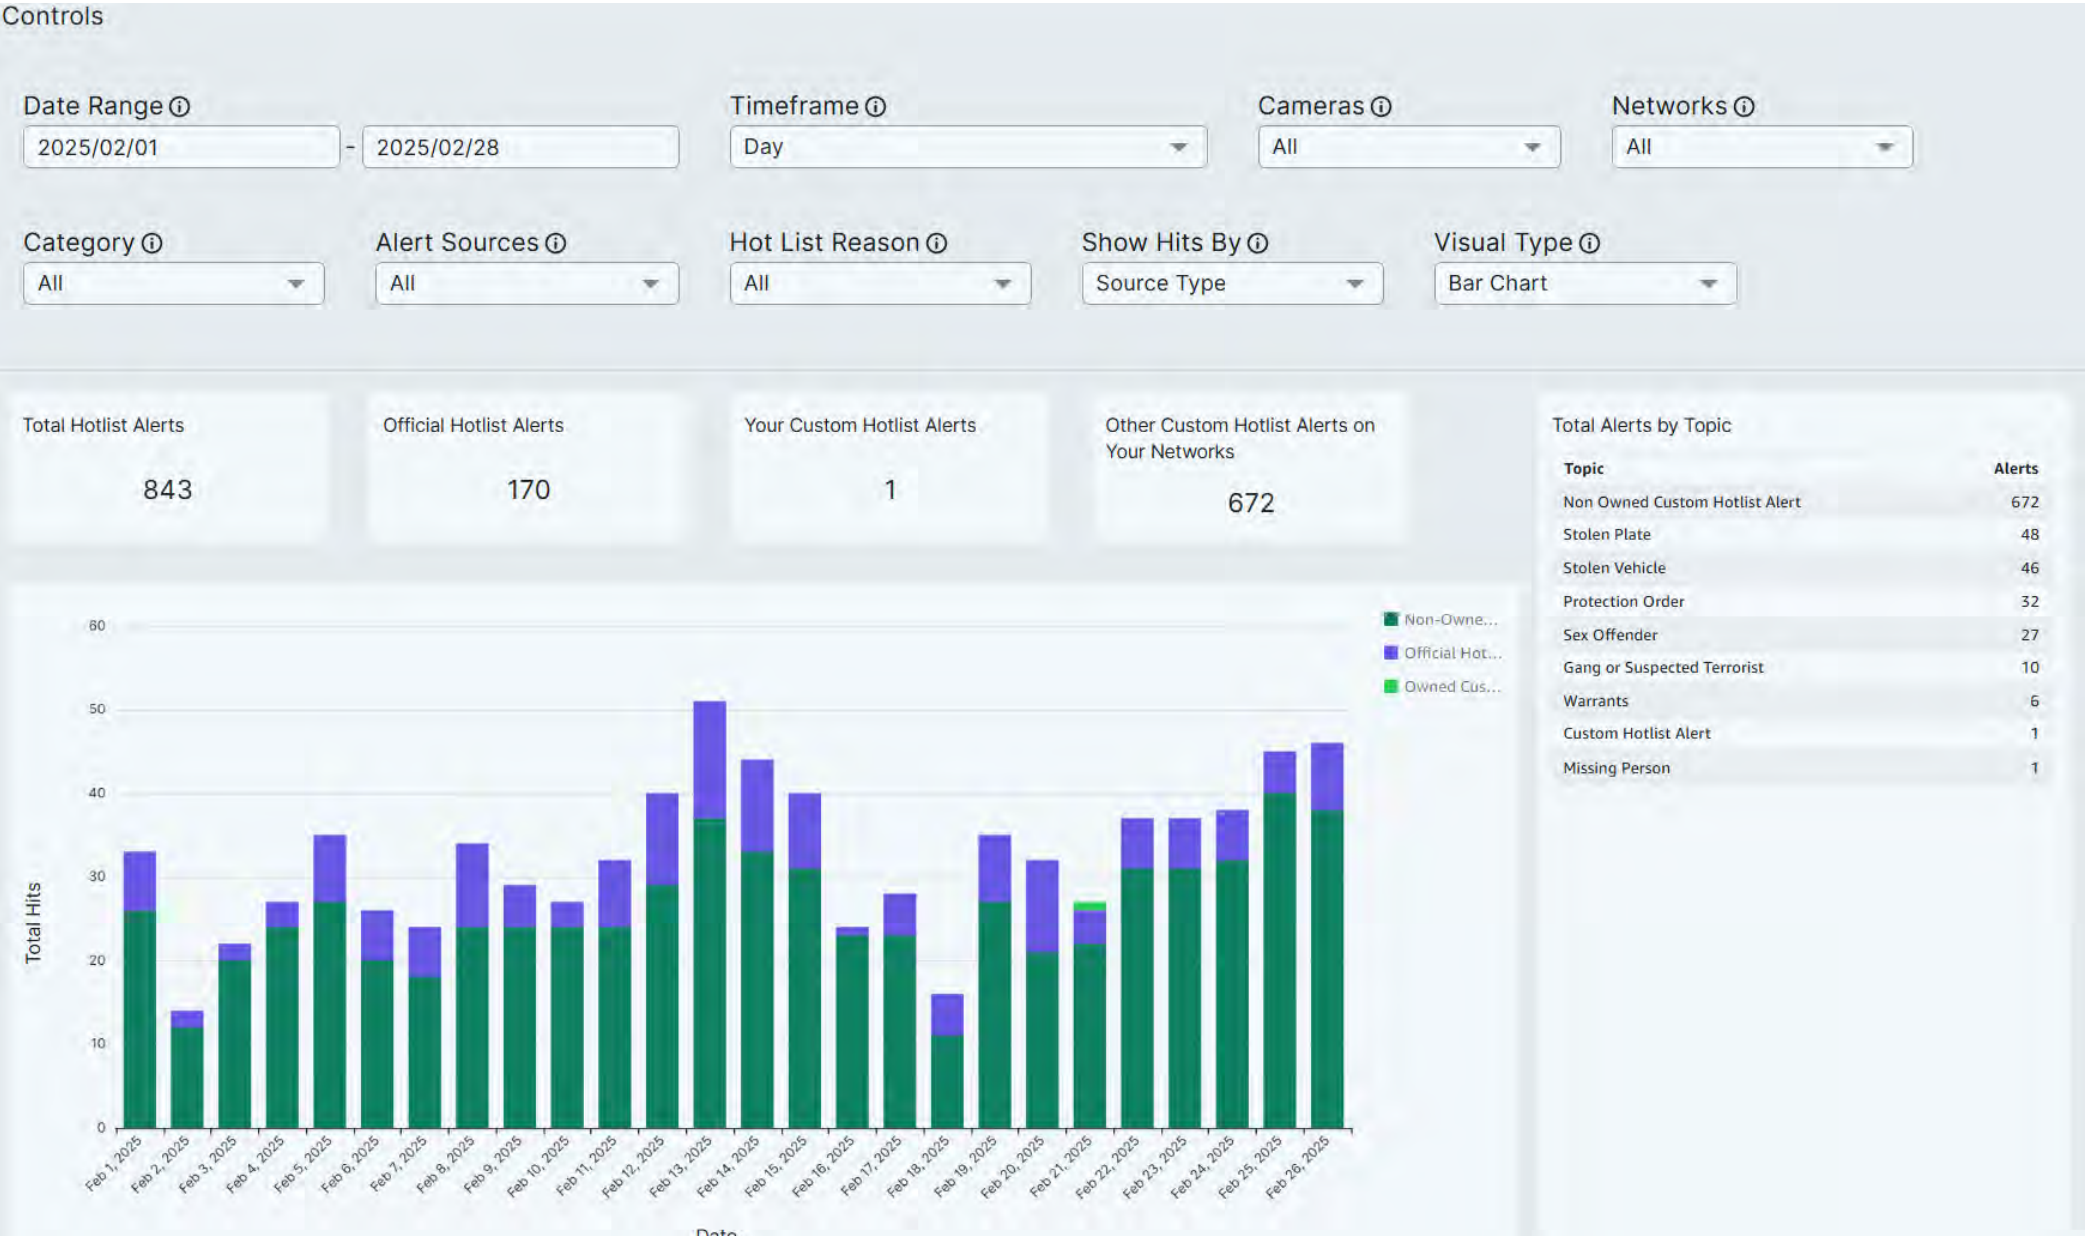 Controls
Date Range
Timeframe
Cameras
Networks
2025/02/01 - 2025/02/28
Day
All
All
Category
Alert Sources
Hot List Reason
Show Hits By
Visual Type
All
All
All
Source Type
Bar Chart
Total Hotlist Alerts
843
Official Hotlist Alerts
170
Your Custom Hotlist Alerts
1
Other Custom Hotlist Alerts on
Your Networks
672
Total Alerts by Topic
Topic Alerts
Non Owned Custom Hotlist Alert 672
Stolen Plate 48
Stolen Vehicle 46
Protection Order 32
Sex Offender 27
Gang or Suspected Terrorist 10
Warrants 6
Custom Hotlist Alert 1
Missing Person 1
Non-Owne...
Official Hot...
Owned Cus...
Total Hits
60
50
40
30
20
10
0
Feb 1, 2025
Feb 2, 2025
Feb 3, 2025
Feb 4, 2025
Feb 5, 2025
Feb 6, 2025
Feb 7, 2025
Feb 8, 2025
Feb 9, 2025
Feb 10, 2025
Feb 11, 2025
Feb 12, 2025
Feb 13, 2025
Feb 14, 2025
Feb 15, 2025
Feb 16, 2025
Feb 17, 2025
Feb 18, 2025
Feb 19, 2025
Feb 20, 2025
Feb 21, 2025
Feb 22, 2025
Feb 23, 2025
Feb 24, 2025
Feb 25, 2025
Feb 26, 2025
Date